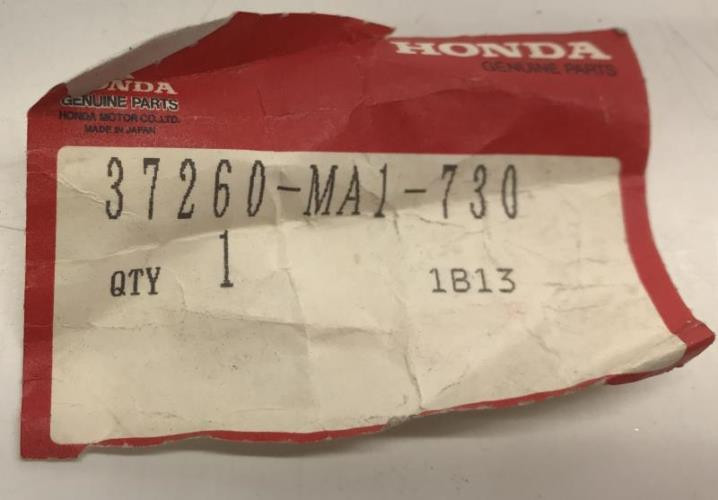 HONDA
GENUINE PARTS
HONDA
GENUINE PARTS
HONDA MOTOR CO.,LTD.
MADE IN JAPAN
37260-MA1-730
QTY 1 1B13